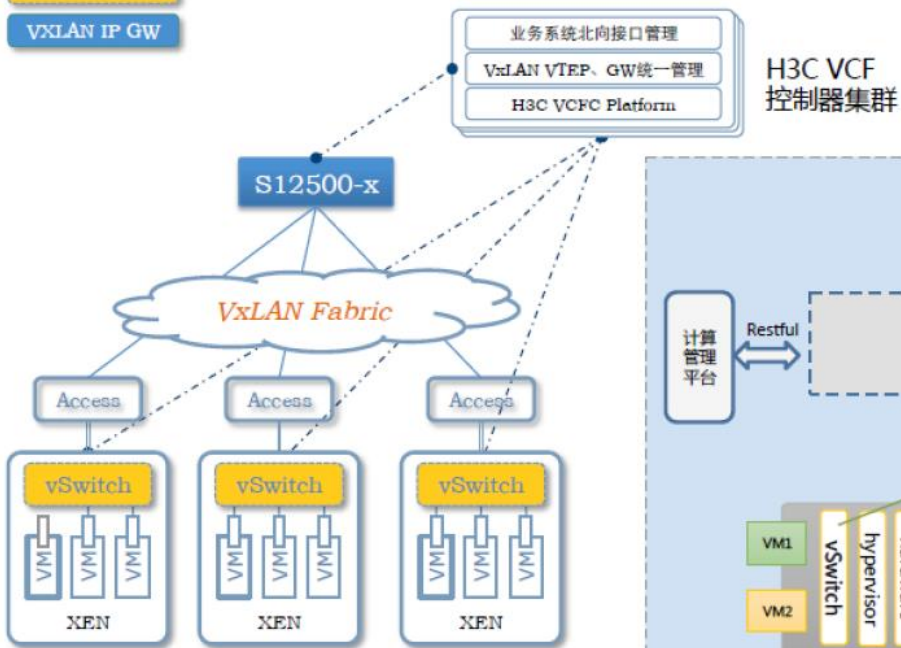 VXLAN IP GW
业务系统北向接口管理
VxLAN VTEP、GW统一管理
H3C VCFC Platform
H3C VCF
控制器集群
S12500-x
VxLAN Fabric
计算
管理
平台
Restful
Access
Access
Access
vSwitch
vSwitch
vSwitch
VM
VM
VM
VM
VM
VM
VM
VM
VM
XEN
XEN
XEN
VM1
VM2
vSwitch
hypervisor